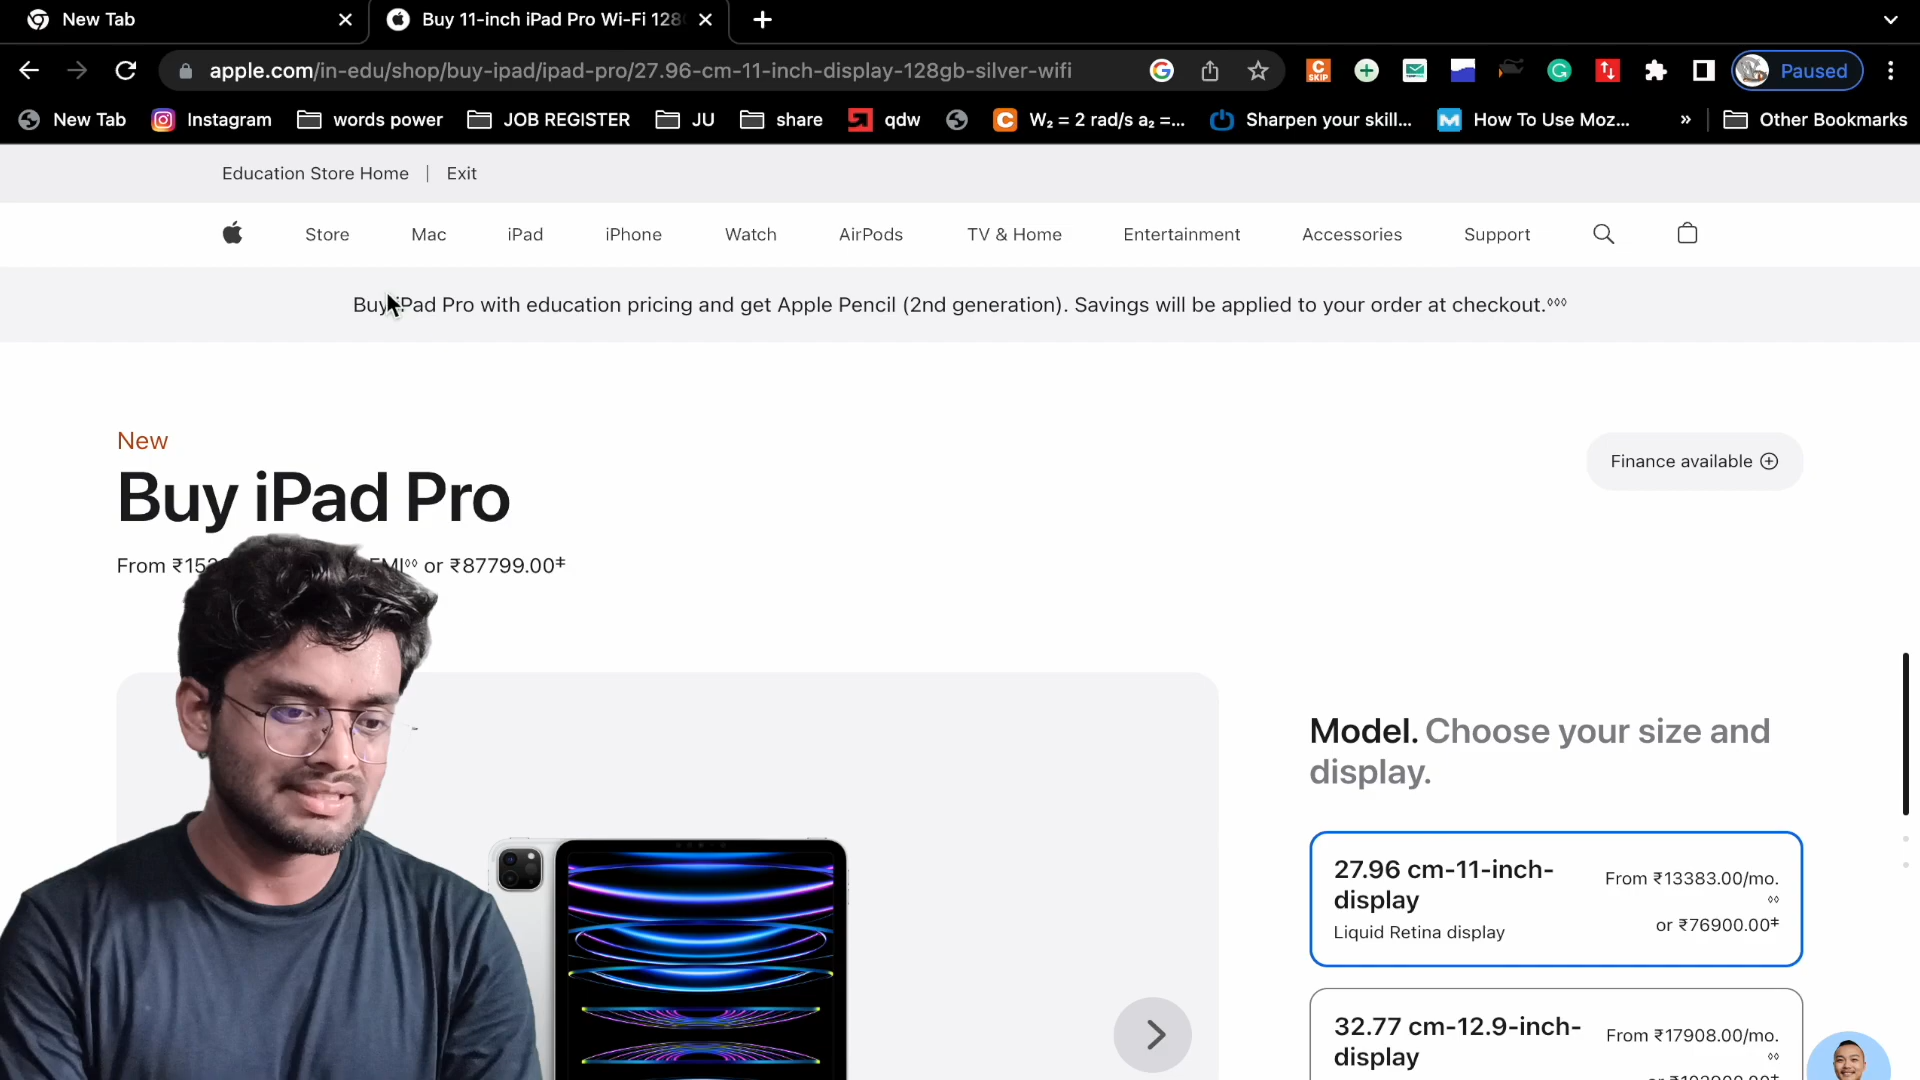 New Tab
Buy 11-inch iPad Pro Wi-Fi 128
apple.com/in-edu/shop/buy-ipad/ipad-pro/27.96-cm-11-inch-display-128gb-silver-wifi
C SKIP
Paused
New Tab
Instagram
words power
JOB REGISTER
JU
share
qdw
W₂ = 2 rad/s a₂ =...
Sharpen your skill...
How To Use Moz...
»
Other Bookmarks
Education Store Home | Exit
Store
Mac
iPad
iPhone
Watch
AirPods
TV & Home
Entertainment
Accessories
Support
Buy iPad Pro with education pricing and get Apple Pencil (2nd generation). Savings will be applied to your order at checkout.◊◊◊
New
Buy iPad Pro
Finance available
From or ₹87799.00‡
Model. Choose your size and
display.
27.96 cm-11-inch-
display
Liquid Retina display
From ₹13383.00/mo.
◊◊
or ₹76900.00‡
32.77 cm-12.9-inch-
display
From ₹17908.00/mo.
◊◊